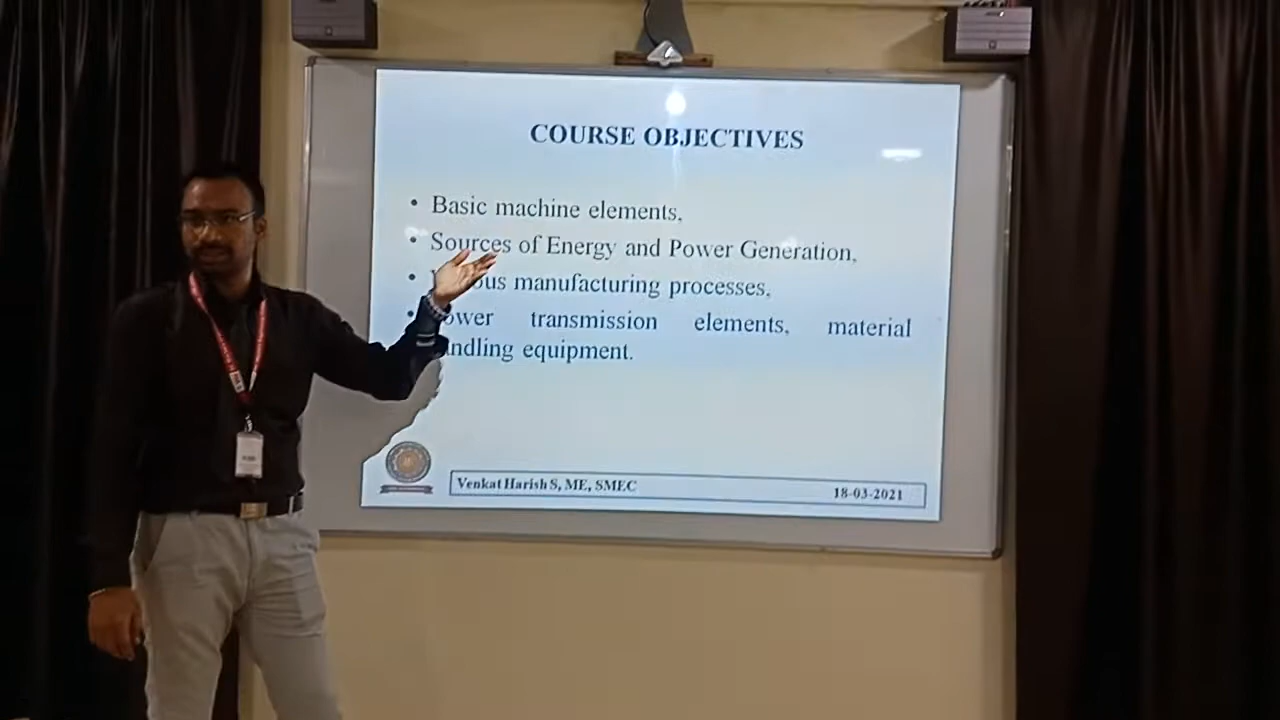 COURSE OBJECTIVES
• Basic machine elements,
• Sources of Energy and Power Generation,
• manufacturing processes,
• transmission elements, material
equipment.
Venkat Harish S, ME, SMEC
18-03-2021